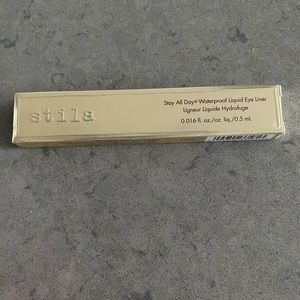 stila
Stay All Day® Waterproof Liquid Eye Liner
Ligneur Liquide Hydrofuge
0.016 fl. oz./oz. liq./0.5 mL